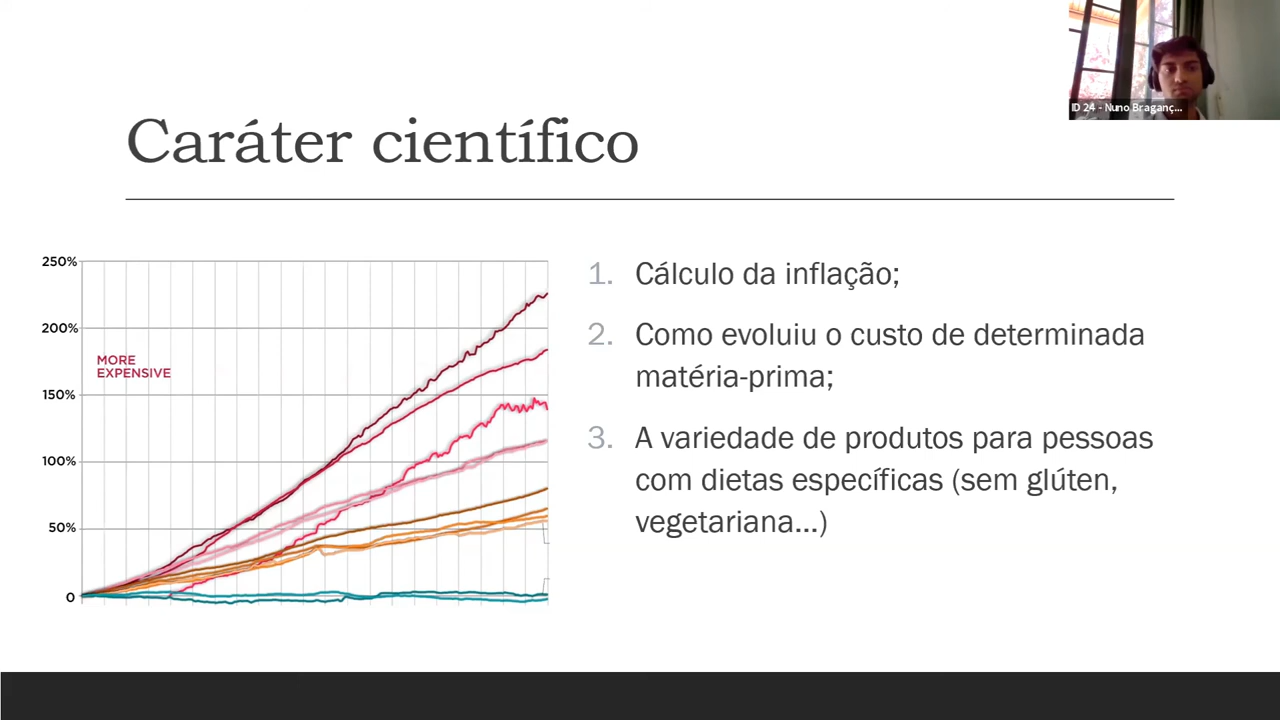 ID 24 - Nuno Braganç...
Caráter científico
250%
200%
150%
100%
50%
0
MORE
EXPENSIVE
1. Cálculo da inflação;
2. Como evoluiu o custo de determinada
matéria-prima;
3. A variedade de produtos para pessoas
com dietas específicas (sem glúten,
vegetariana...)